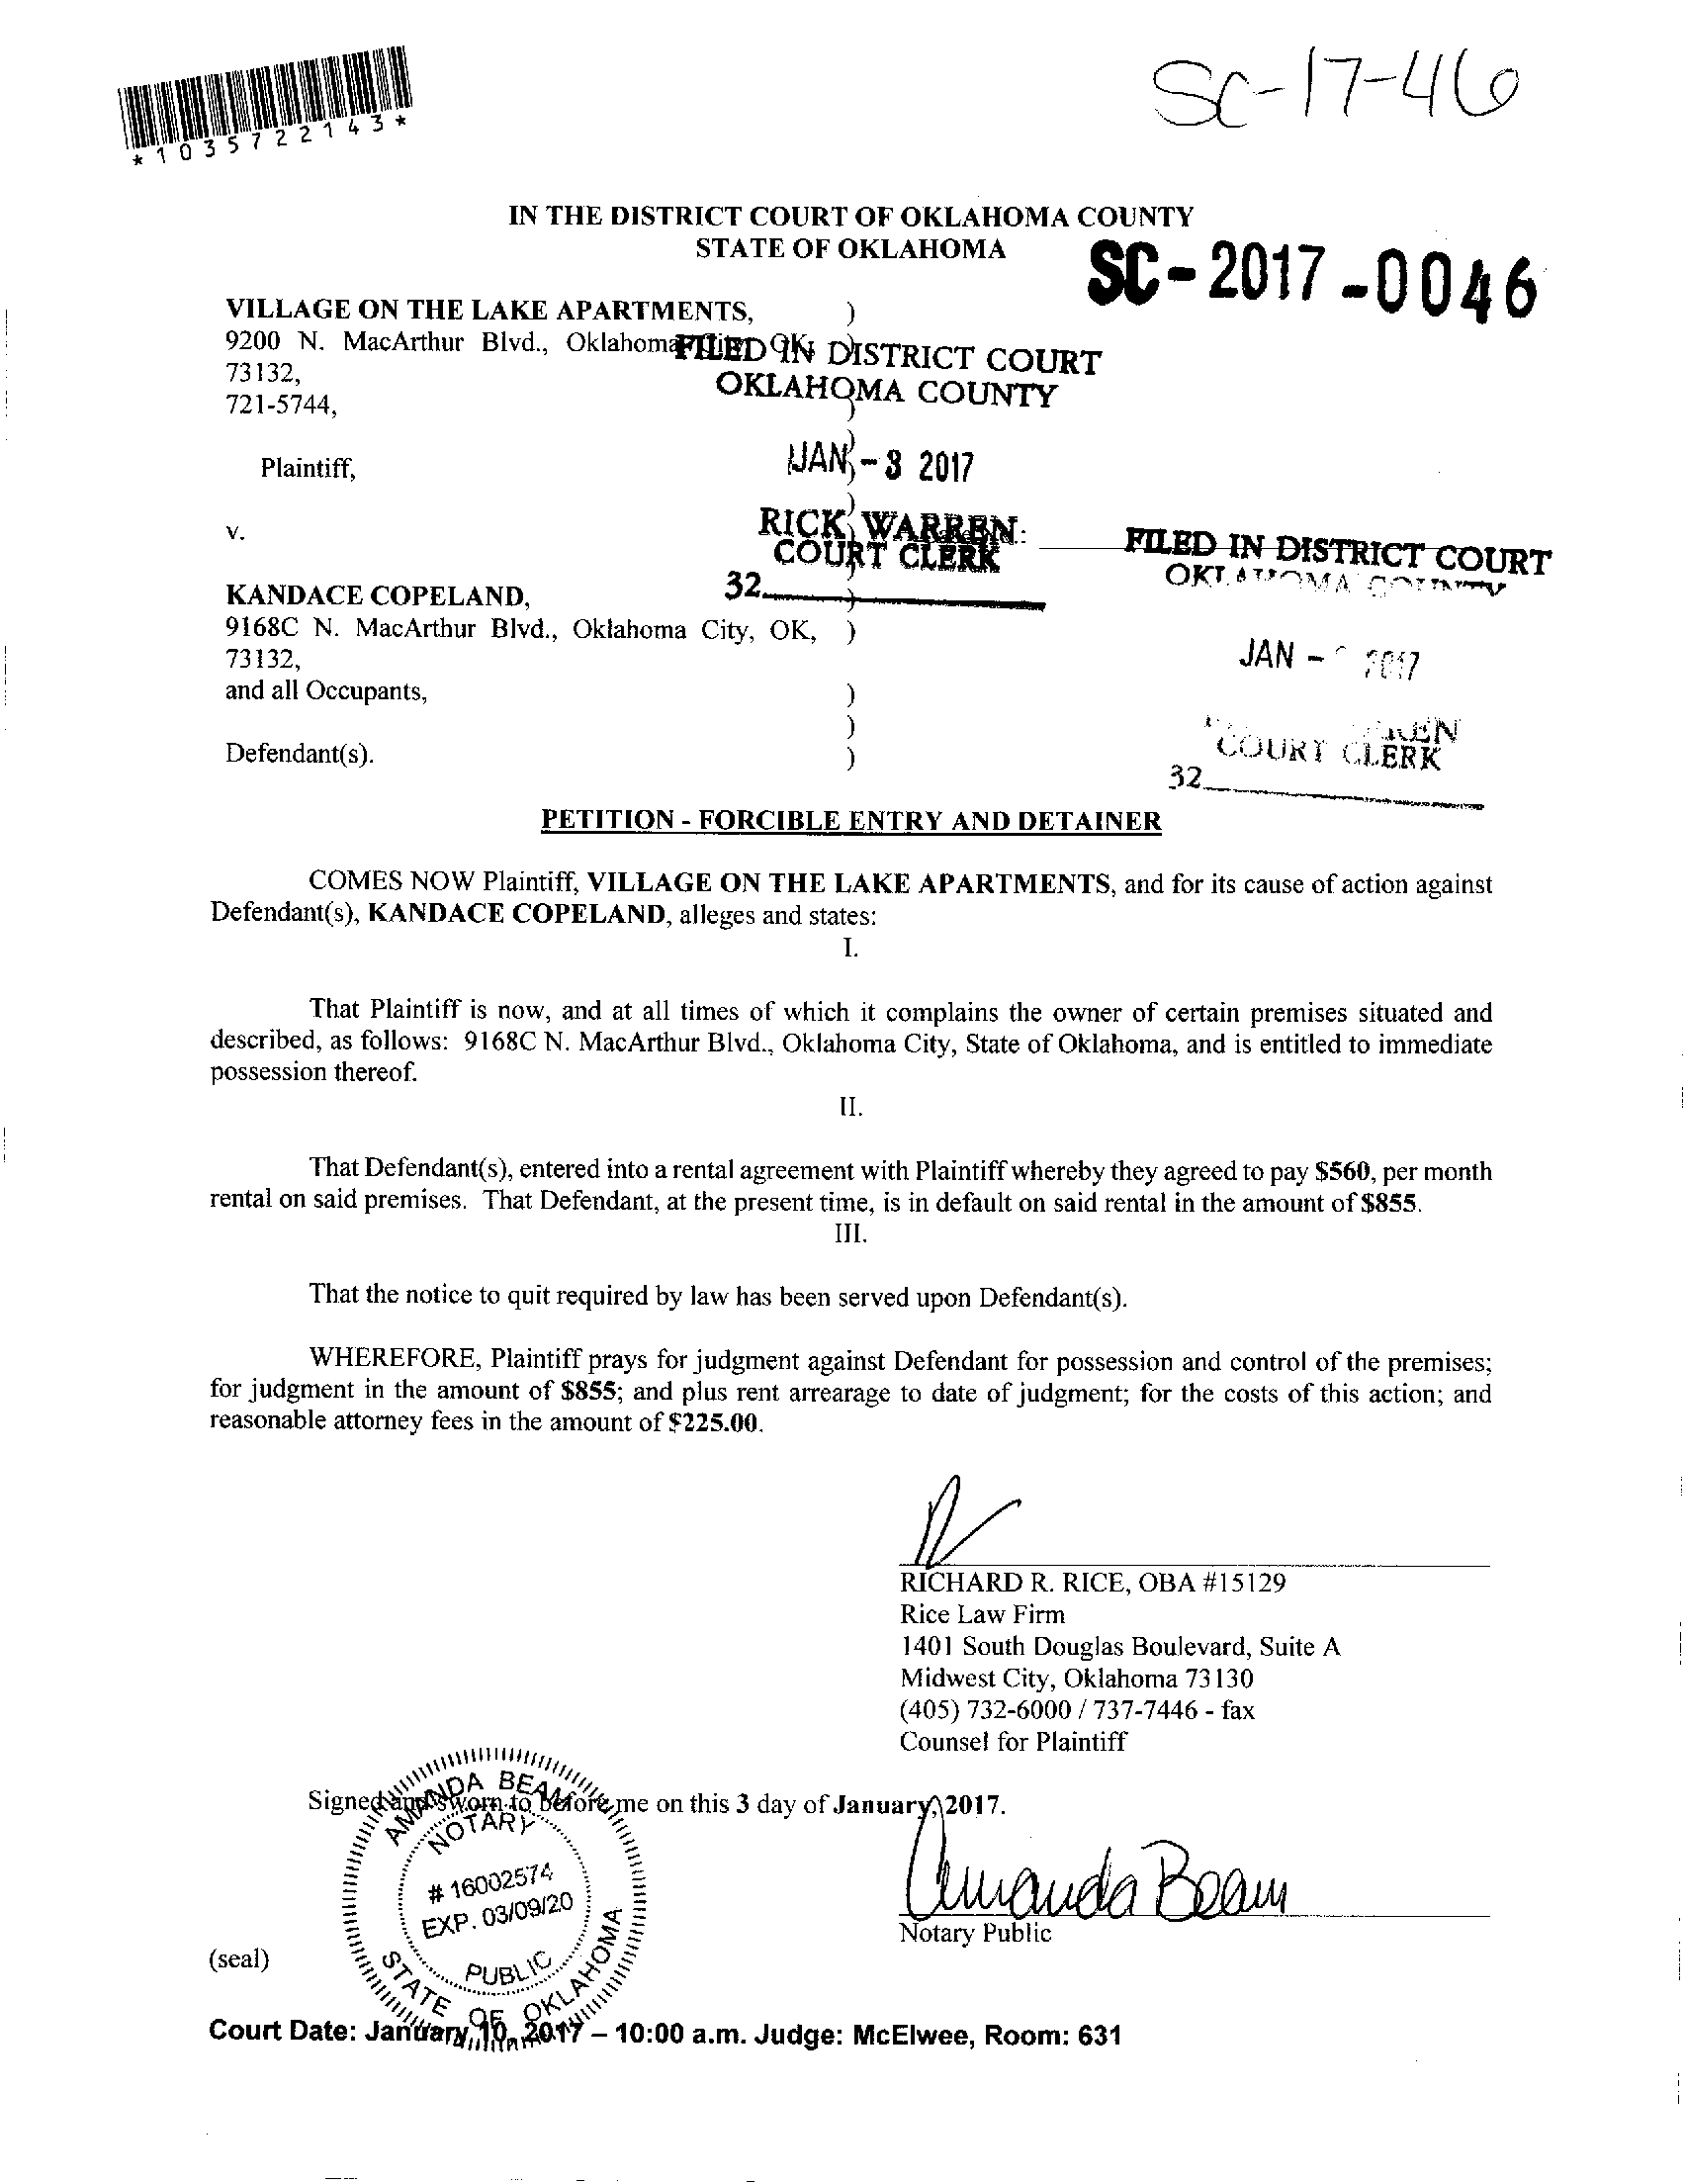 *1035722143*
SC-17-46
IN THE DISTRICT COURT OF OKLAHOMA COUNTY
STATE OF OKLAHOMA
SC-2017-0046
VILLAGE ON THE LAKE APARTMENTS, )
9200 N. MacArthur Blvd., Oklahoma
73132,
721-5744,
FILED IN DISTRICT COURT
OKLAHOMA COUNTY
JAN - 3 2017
RICK WARREN
COURT CLERK
32
Plaintiff,
v.
KANDACE COPELAND,
9168C N. MacArthur Blvd., Oklahoma City, OK, )
73132,
and all Occupants, )
)
Defendant(s). )
FILED IN DISTRICT COURT
OKLAHOMA COUNTY
JAN - 2017
COURT CLERK
32
PETITION - FORCIBLE ENTRY AND DETAINER
COMES NOW Plaintiff, VILLAGE ON THE LAKE APARTMENTS, and for its cause of action against
Defendant(s), KANDACE COPELAND, alleges and states:
I.
That Plaintiff is now, and at all times of which it complains the owner of certain premises situated and
described, as follows: 9168C N. MacArthur Blvd., Oklahoma City, State of Oklahoma, and is entitled to immediate
possession thereof.
II.
That Defendant(s), entered into a rental agreement with Plaintiff whereby they agreed to pay $560, per month
rental on said premises. That Defendant, at the present time, is in default on said rental in the amount of $855.
III.
That the notice to quit required by law has been served upon Defendant(s).
WHEREFORE, Plaintiff prays for judgment against Defendant for possession and control of the premises;
for judgment in the amount of $855; and plus rent arrearage to date of judgment; for the costs of this action; and
reasonable attorney fees in the amount of $225.00.
RICHARD R. RICE, OBA #15129
Rice Law Firm
1401 South Douglas Boulevard, Suite A
Midwest City, Oklahoma 73130
(405) 732-6000 / 737-7446 - fax
Counsel for Plaintiff
Signed and sworn to before me on this 3 day of January, 2017.
Amanda Beam
Notary Public
AMANDA BEAM
NOTARY
# 16002574
EXP. 03/09/20
PUBLIC
STATE OF OKLAHOMA
(seal)
Court Date: January 10, 2017 – 10:00 a.m. Judge: McElwee, Room: 631